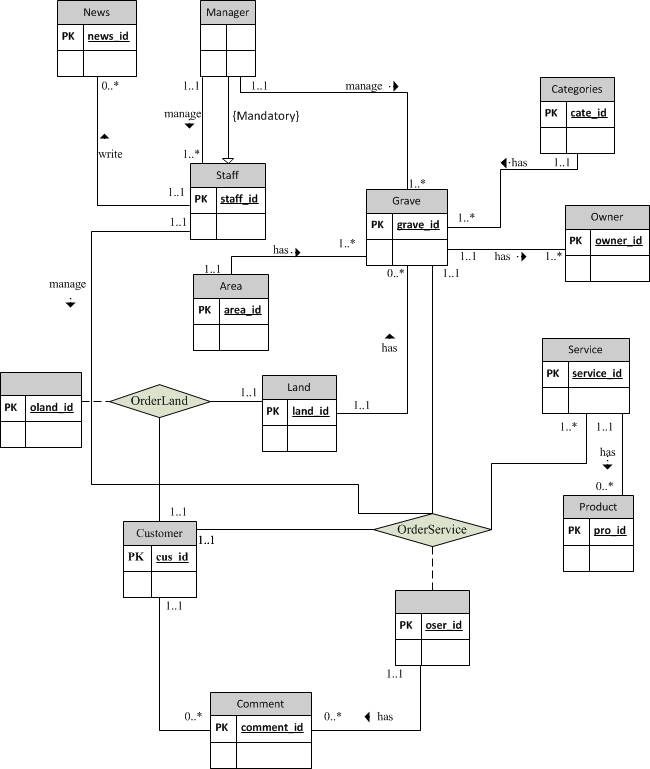 News
PK news_id
Manager
0..*
1..1
1..1
manage
manage
{Mandatory}
write
1..*
Categories
PK cate_id
has
1..1
Staff
PK staff_id
1..1
1..1
1..*
Grave
PK grave_id
1..*
Owner
PK owner_id
1..1
has
1..*
has
1..*
1..1
Area
PK area_id
0..*
1..1
manage
has
Service
PK service_id
PK oland_id
OrderLand
1..1
Land
PK land_id
1..1
1..*
1..1
has
0..*
Product
PK pro_id
1..1
Customer
PK cus_id
1..1
OrderService
1..1
PK oser_id
1..1
0..*
Comment
PK comment_id
0..*
has